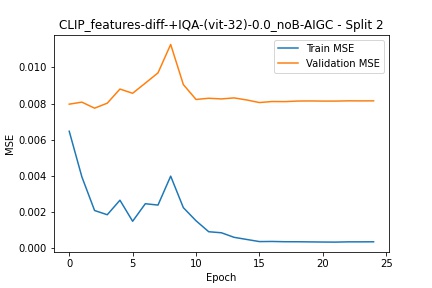 CLIP_features-diff-+IQA-(vit-32)-0.0_noB-AIGC - Split 2
Train MSE
Validation MSE
0.010
0.008
0.006
0.004
0.002
0.000
MSE
0
5
10
15
20
25
Epoch